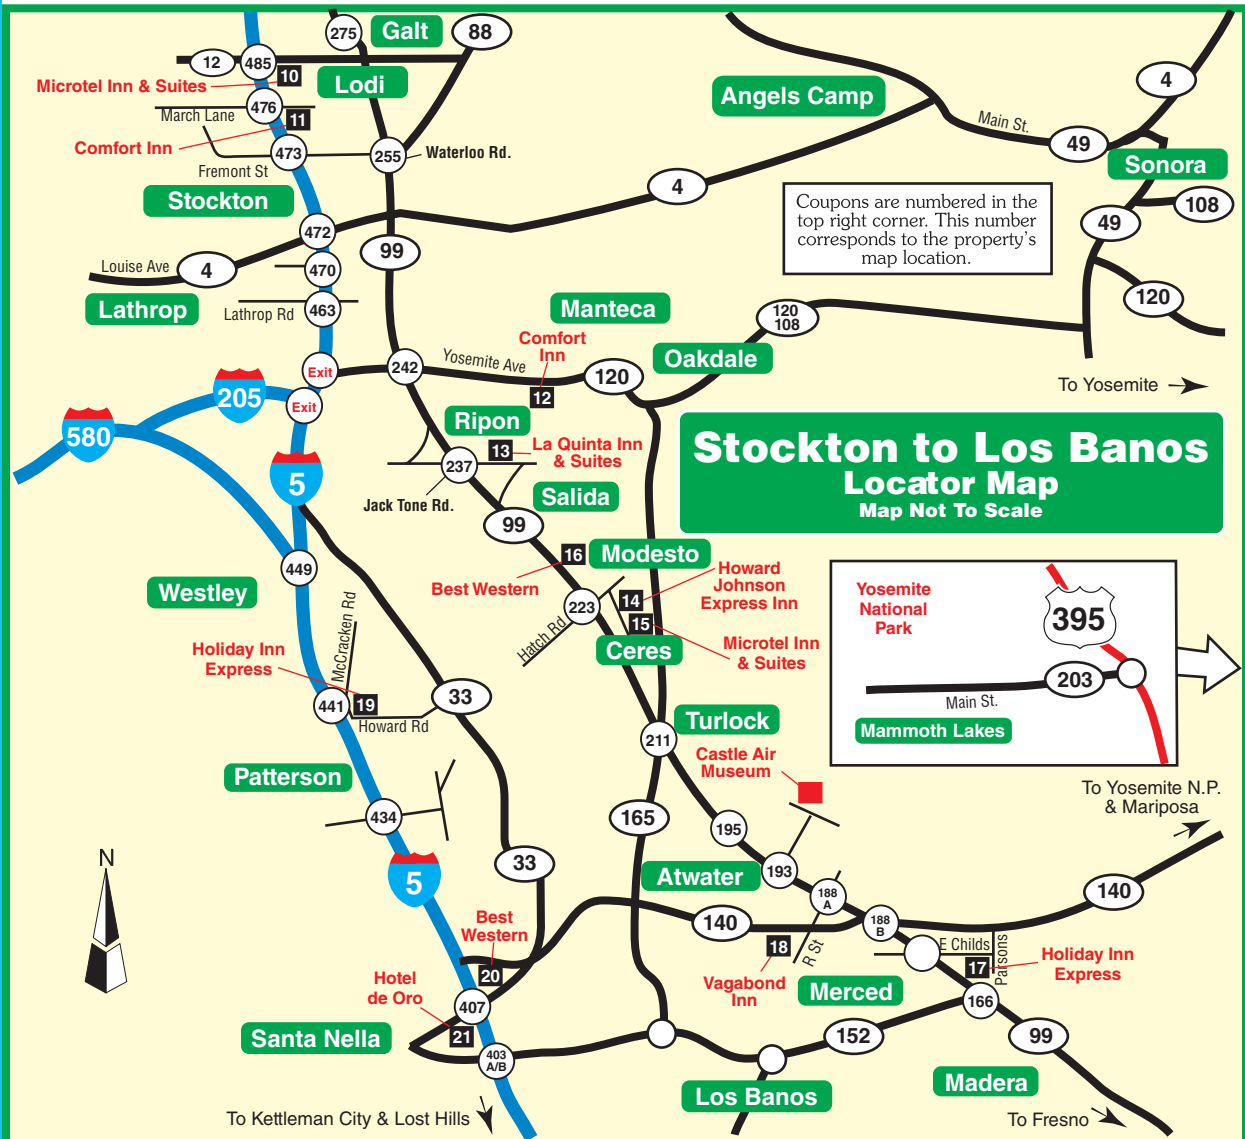 275
Galt
88
12
485
10
Microtel Inn & Suites
Lodi
476
March Lane
11
Comfort Inn
473
Fremont St
255
Waterloo Rd.
Stockton
472
Louise Ave
4
99
470
Lathrop
Lathrop Rd
463
Angels Camp
4
Main St.
49
4
Sonora
108
49
120
Coupons are numbered in the
top right corner. This number
corresponds to the property's
map location.
Manteca
120
108
Oakdale
Comfort
Inn
Exit
242
Yosemite Ave
120
12
To Yosemite
205
Exit
580
5
Ripon
13
La Quinta Inn
& Suites
237
Jack Tone Rd.
Salida
99
Stockton to Los Banos
Locator Map
Map Not To Scale
449
Westley
16
Modesto
Best Western
Howard
Johnson
Express Inn
14
223
15
Hatch Rd
Ceres
Microtel Inn
& Suites
Yosemite
National
Park
395
203
Main St.
Mammoth Lakes
McCracken Rd
Holiday Inn
Express
441
19
Howard Rd
33
Turlock
211
Castle Air
Museum
Patterson
434
165
195
To Yosemite N.P.
& Mariposa
N
5
33
Atwater
193
188
A
140
140
188
B
Best
Western
20
18
R St
E Childs
Parsons
17
Holiday Inn
Express
Vagabond
Inn
Merced
Hotel
de Oro
407
21
166
Santa Nella
403
A/B
152
99
Madera
Los Banos
To Kettleman City & Lost Hills
To Fresno